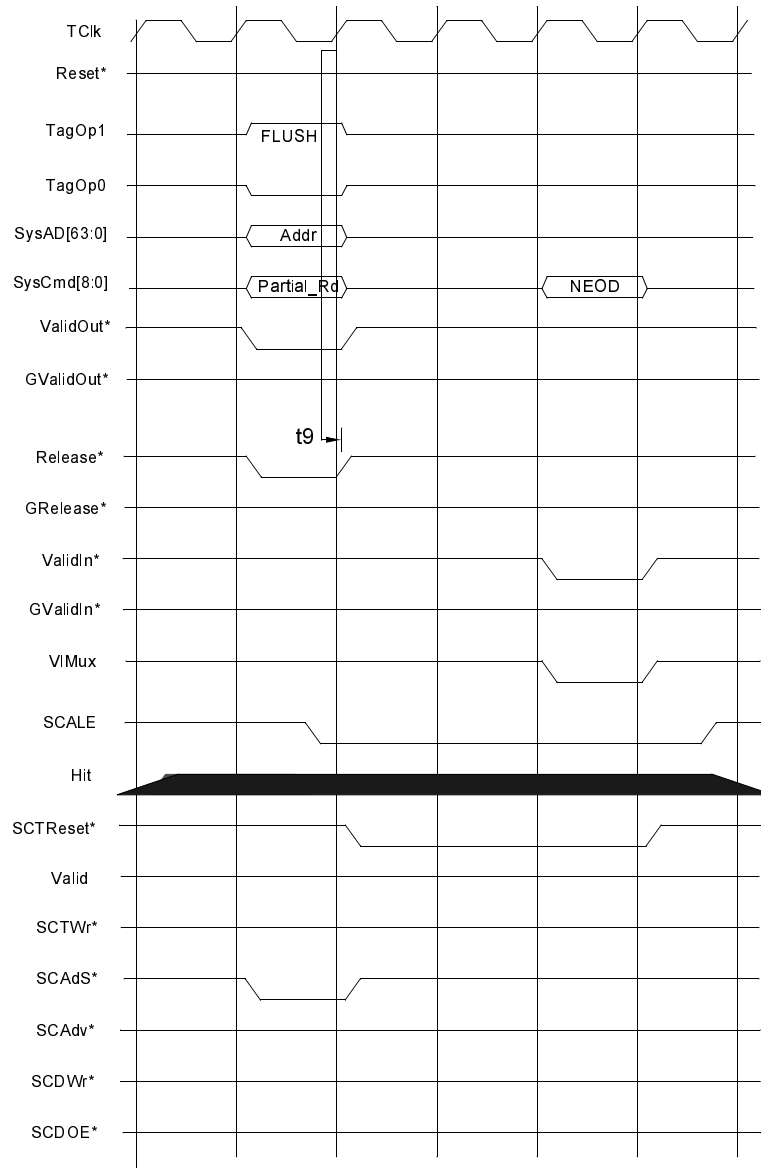 TClk
Reset*
TagOp1
FLUSH
TagOp0
SysAD[63:0]
Addr
SysCmd[8:0]
Partial_Rd
NEOD
ValidOut*
GValidOut*
t9
Release*
GRelease*
ValidIn*
GValidIn*
VIMux
SCALE
Hit
SCTReset*
Valid
SCTWr*
SCAdS*
SCAdv*
SCDWr*
SCDOE*